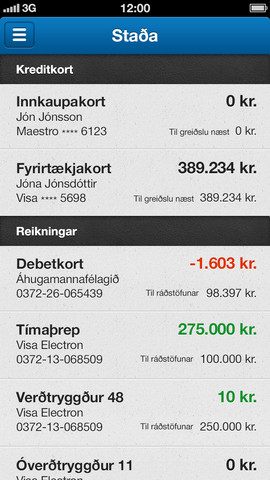 3G 12:00
Staða
Kreditkort
Innkaupakort 0 kr.
Jón Jónsson
Maestro **** 6123 Til greiðslu næst 0 kr.
Fyrirtækjakort 389.234 kr.
Jóna Jónsdóttir
Visa **** 5698 Til greiðslu næst 389.234 kr.
Reikningar
Debetkort -1.603 kr.
Áhugamannafélagið
0372-26-065439 Til ráðstöfunar 98.397 kr.
Tímaþrep 275.000 kr.
Visa Electron
0372-13-068509 Til ráðstöfunar 100.000 kr.
Verðtryggður 48 10 kr.
Visa Electron
0372-13-068509 Til ráðstöfunar 250.000 kr.
Óverðtryggður 11 0 kr.